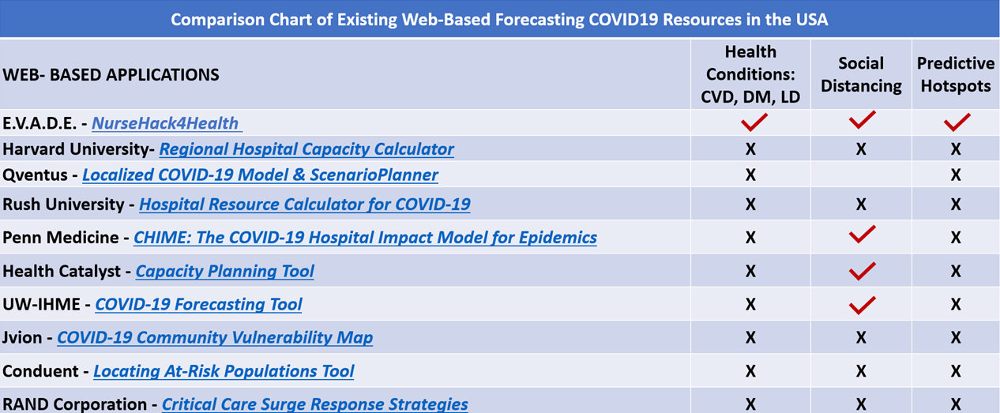 Comparison Chart of Existing Web-Based Forecasting COVID19 Resources in the USA
WEB- BASED APPLICATIONS
Health
Conditions:
CVD, DM, LD
Social
Distancing
Predictive
Hotspots
E.V.A.D.E. - NurseHack4Health ✓ ✓ ✓
Harvard University- Regional Hospital Capacity Calculator X X X
Qventus - Localized COVID-19 Model & ScenarioPlanner X X
Rush University - Hospital Resource Calculator for COVID-19 X X X
Penn Medicine - CHIME: The COVID-19 Hospital Impact Model for Epidemics X ✓ X
Health Catalyst - Capacity Planning Tool X ✓ X
UW-IHME - COVID-19 Forecasting Tool X ✓ X
Jvion - COVID-19 Community Vulnerability Map X X X
Conduent - Locating At-Risk Populations Tool X X X
RAND Corporation - Critical Care Surge Response Strategies X X X